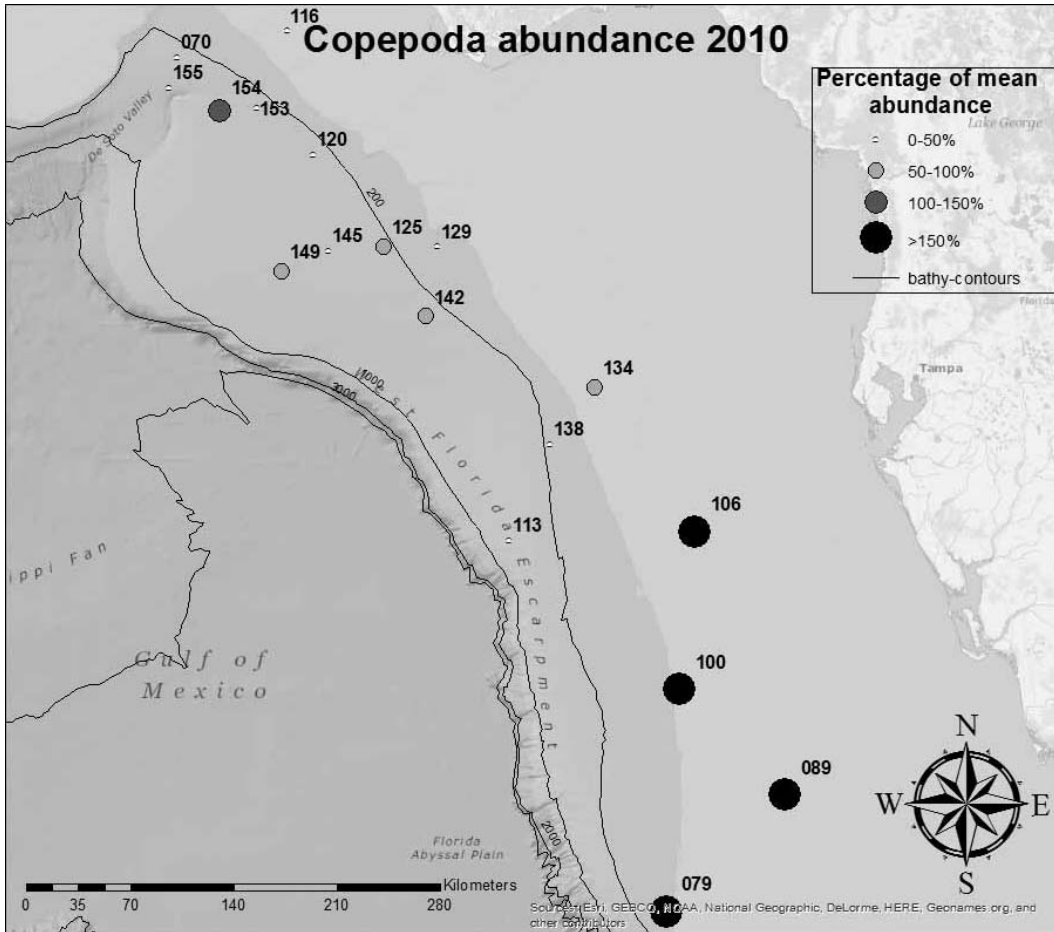 Copepoda abundance 2010
116
070
155
154
153
De Soto Valley
120
200
145
125
129
149
142
134
138
113
106
100
089
079
Percentage of mean
abundance
0-50%
50-100%
100-150%
>150%
bathy-contours
Lake George
Florida
Tampa
1000
3000
West Florida Escarpment
ippi Fan
Gulf of
Mexico
2000
Florida
Abyssal Plain
N
W
E
S
Kilometers
0 35 70 140 210 280
Sources: Esri, GEBCO, NOAA, National Geographic, DeLorme, HERE, Geonames.org, and
other contributors